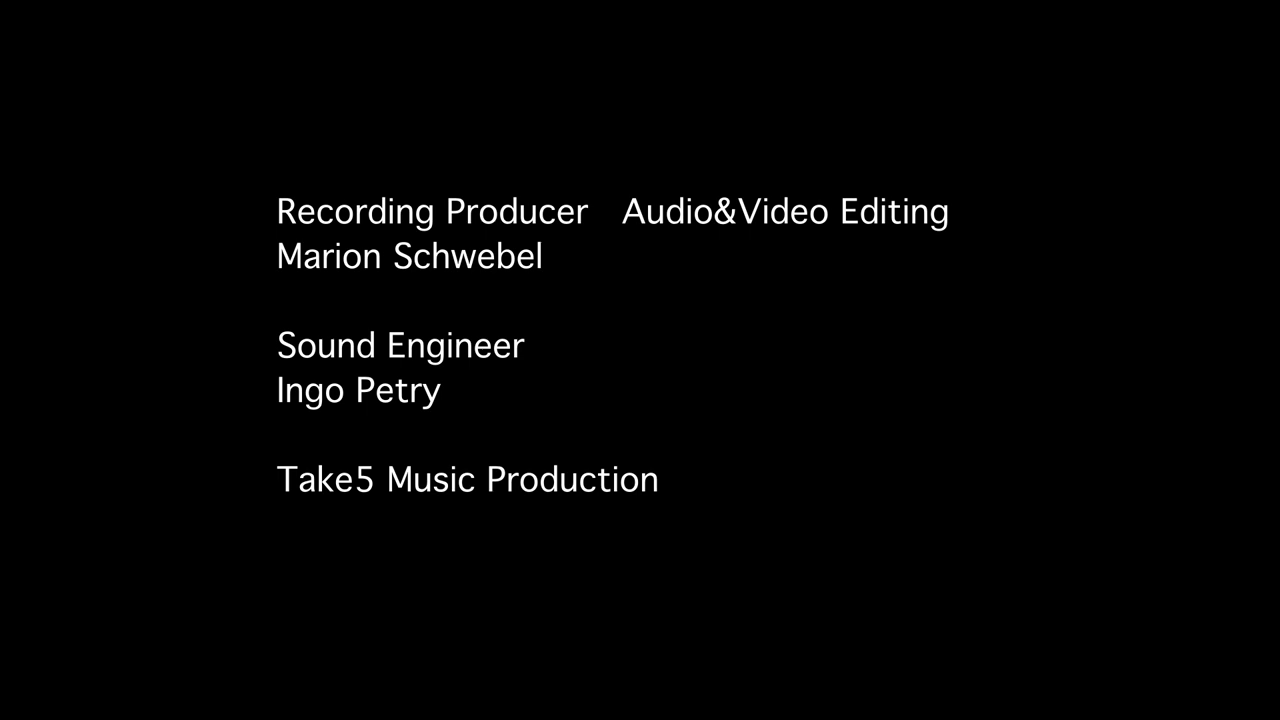 Recording Producer   Audio&Video Editing
Marion Schwebel
Sound Engineer
Ingo Petry
Take5 Music Production